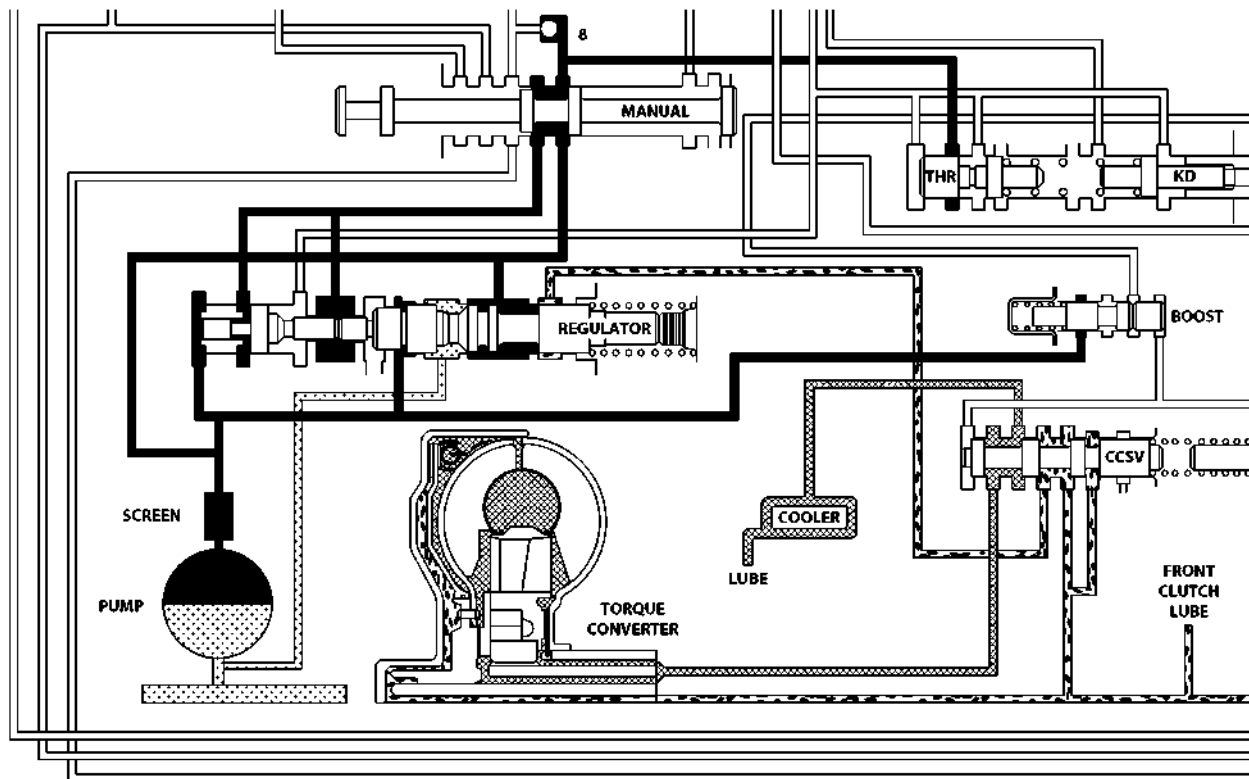 8
MANUAL
THR
KD
REGULATOR
BOOST
CCSV
SCREEN
COOLER
LUBE
PUMP
TORQUE
CONVERTER
FRONT
CLUTCH
LUBE